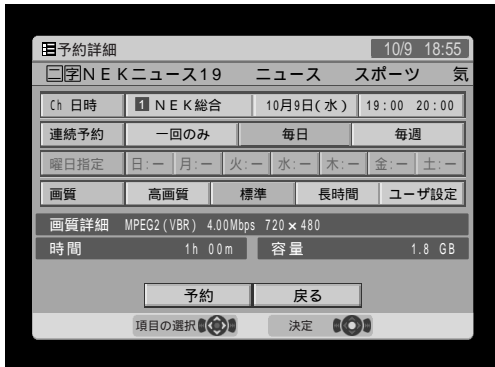 予約詳細 10/9 18:55
二 字 NEKニュース19 ニュース スポーツ 気
Ch 日時 1 NEK総合 10月9日(水) 19:00 20:00
連続予約 一回のみ 毎日 毎週
曜日指定 日:ー 月:ー 火:ー 水:ー 木:ー 金:ー 土:ー
画質 高画質 標準 長時間 ユーザ設定
画質詳細 MPEG2(VBR) 4.00Mbps 720×480
時間 1h 00m 容量 1.8 GB
予約 戻る
項目の選択 決定